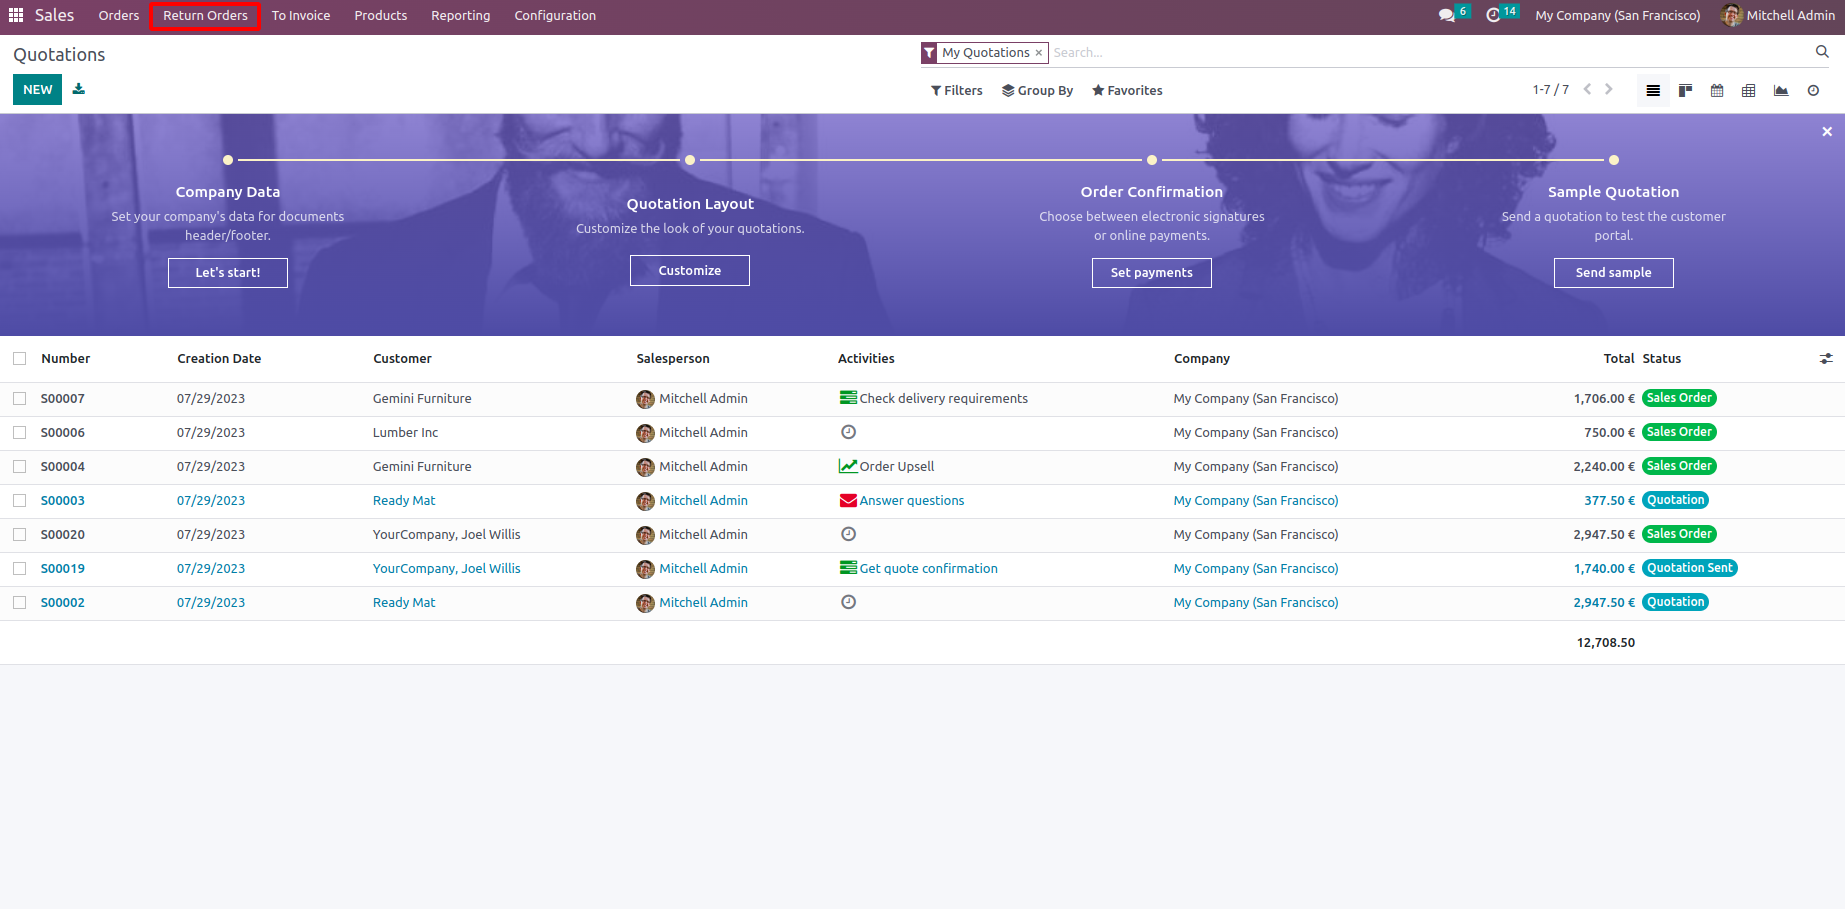 Sales Orders Return Orders To Invoice Products Reporting Configuration 6 14 My Company (San Francisco) Mitchell Admin
Quotations My Quotations × Search...
NEW Filters Group By Favorites 1-7 / 7
Company Data
Set your company's data for documents
header/footer.
Let's start!
Quotation Layout
Customize the look of your quotations.
Customize
Order Confirmation
Choose between electronic signatures
or online payments.
Set payments
Sample Quotation
Send a quotation to test the customer
portal.
Send sample
Number Creation Date Customer Salesperson Activities Company Total Status
S00007 07/29/2023 Gemini Furniture Mitchell Admin Check delivery requirements My Company (San Francisco) 1,706.00 € Sales Order
S00006 07/29/2023 Lumber Inc Mitchell Admin My Company (San Francisco) 750.00 € Sales Order
S00004 07/29/2023 Gemini Furniture Mitchell Admin Order Upsell My Company (San Francisco) 2,240.00 € Sales Order
S00003 07/29/2023 Ready Mat Mitchell Admin Answer questions My Company (San Francisco) 377.50 € Quotation
S00020 07/29/2023 YourCompany, Joel Willis Mitchell Admin My Company (San Francisco) 2,947.50 € Sales Order
S00019 07/29/2023 YourCompany, Joel Willis Mitchell Admin Get quote confirmation My Company (San Francisco) 1,740.00 € Quotation Sent
S00002 07/29/2023 Ready Mat Mitchell Admin My Company (San Francisco) 2,947.50 € Quotation
12,708.50